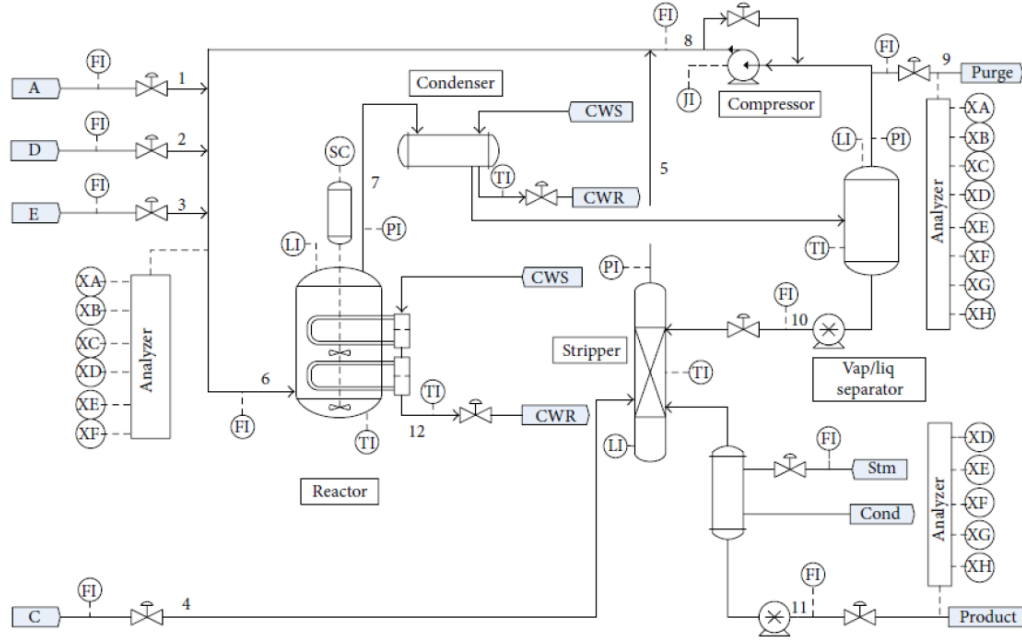 FI
8
FI
9
Purge
FI
A
1
Condenser
JI
Compressor
CWS
XA
XB
XC
XD
XE
XF
XG
XH
Analyzer
FI
D
2
SC
7
TI
CWR
5
LI
PI
FI
E
3
PI
LI
TI
XA
XB
XC
XD
XE
XF
Analyzer
CWS
PI
FI
10
Stripper
TI
Vap/liq
separator
6
FI
TI
12
CWR
TI
LI
Reactor
FI
Stm
Cond
XD
XE
XF
XG
XH
Analyzer
FI
C
4
FI
11
Product